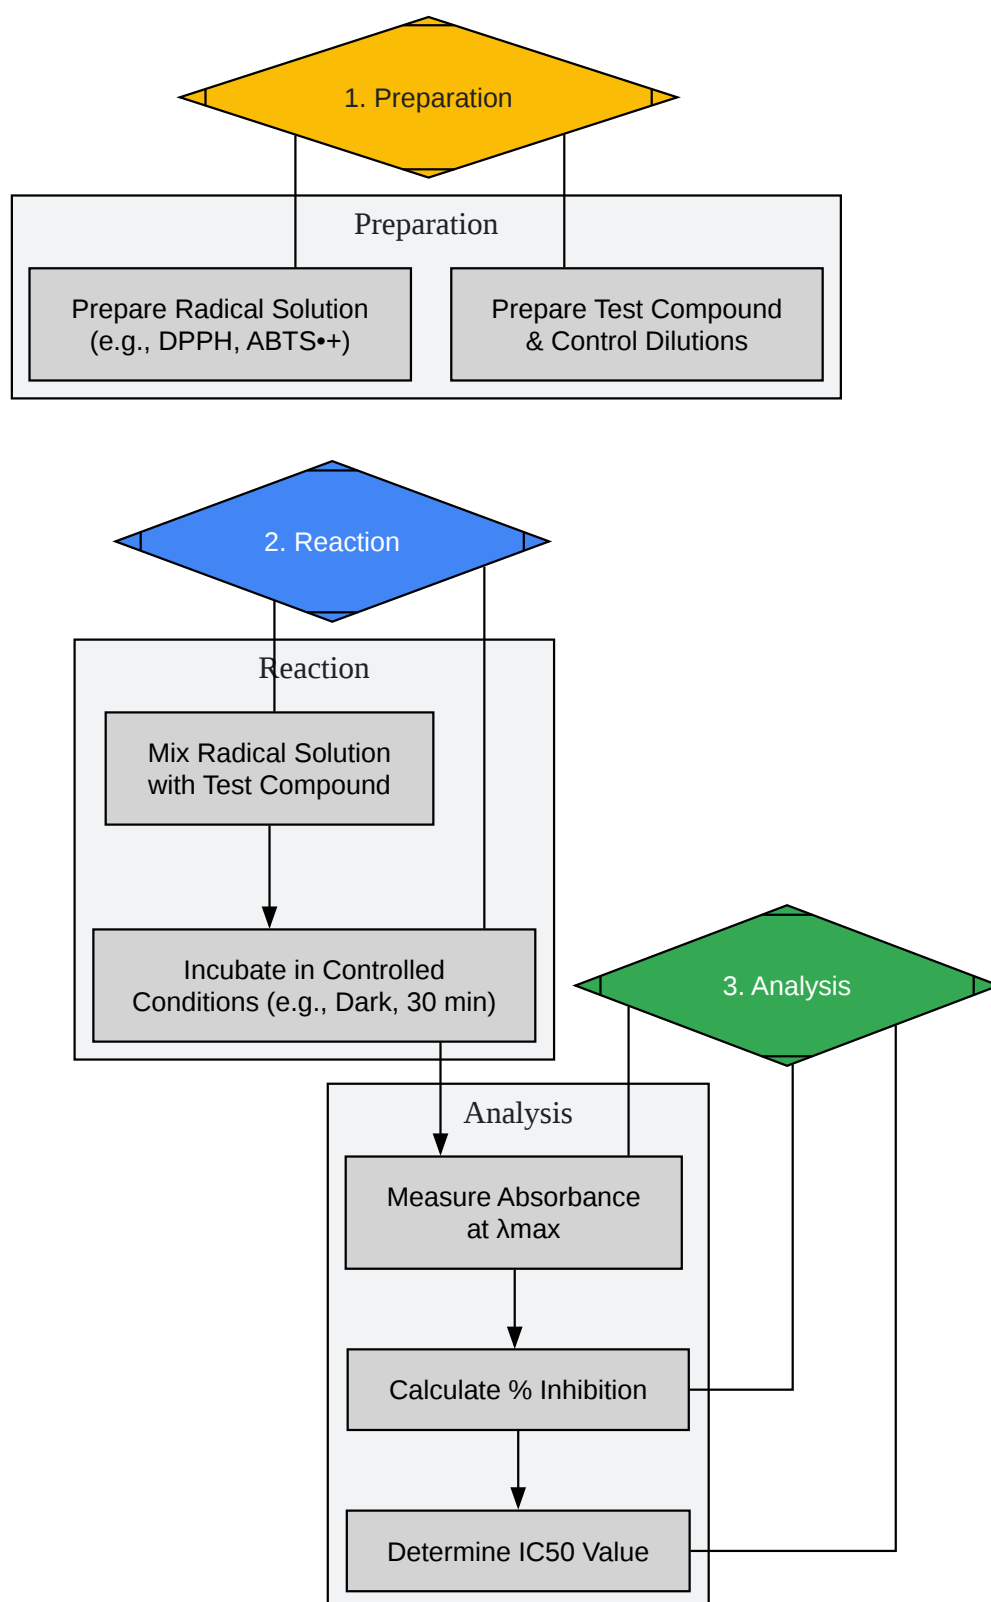 1. Preparation
Preparation
Prepare Radical Solution
(e.g., DPPH, ABTS•+)
Prepare Test Compound
& Control Dilutions
2. Reaction
Reaction
Mix Radical Solution
with Test Compound
Incubate in Controlled
Conditions (e.g., Dark, 30 min)
3. Analysis
Analysis
Measure Absorbance
at λmax
Calculate % Inhibition
Determine IC50 Value